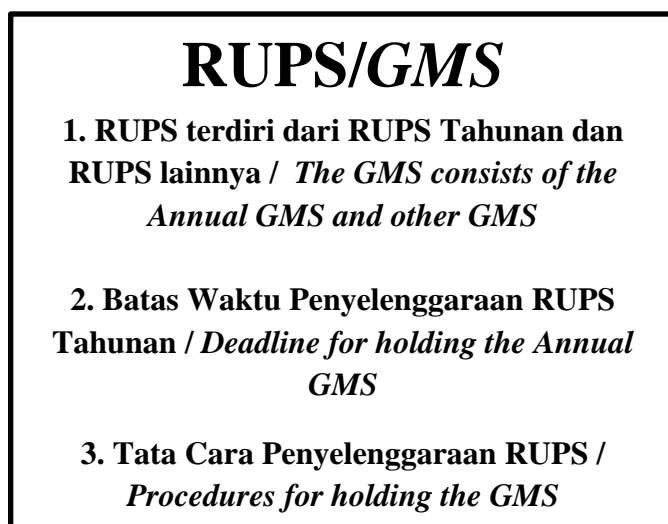 RUPS/GMS
1. RUPS terdiri dari RUPS Tahunan dan
RUPS lainnya / The GMS consists of the
Annual GMS and other GMS
2. Batas Waktu Penyelenggaraan RUPS
Tahunan / Deadline for holding the Annual
GMS
3. Tata Cara Penyelenggaraan RUPS /
Procedures for holding the GMS